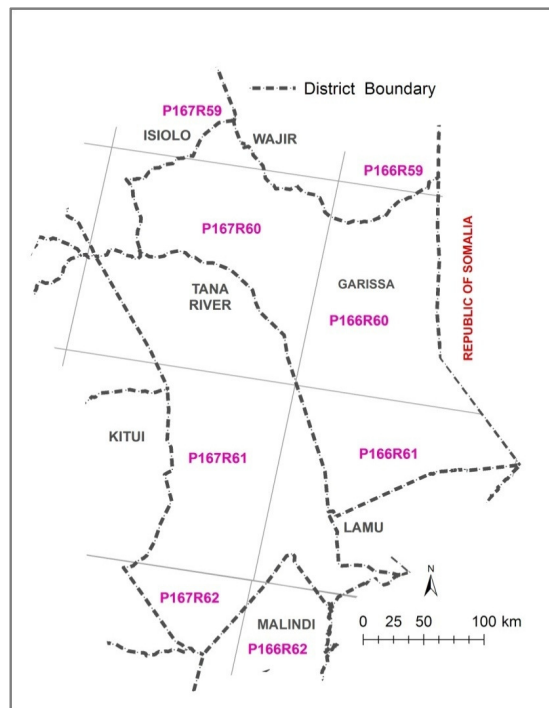 District Boundary
P167R59
ISIOLO
WAJIR
P166R59
P167R60
TANA
RIVER
GARISSA
P166R60
REPUBLIC OF SOMALIA
KITUI
P167R61
P166R61
LAMU
P167R62
MALINDI
P166R62
N
0 25 50 100 km